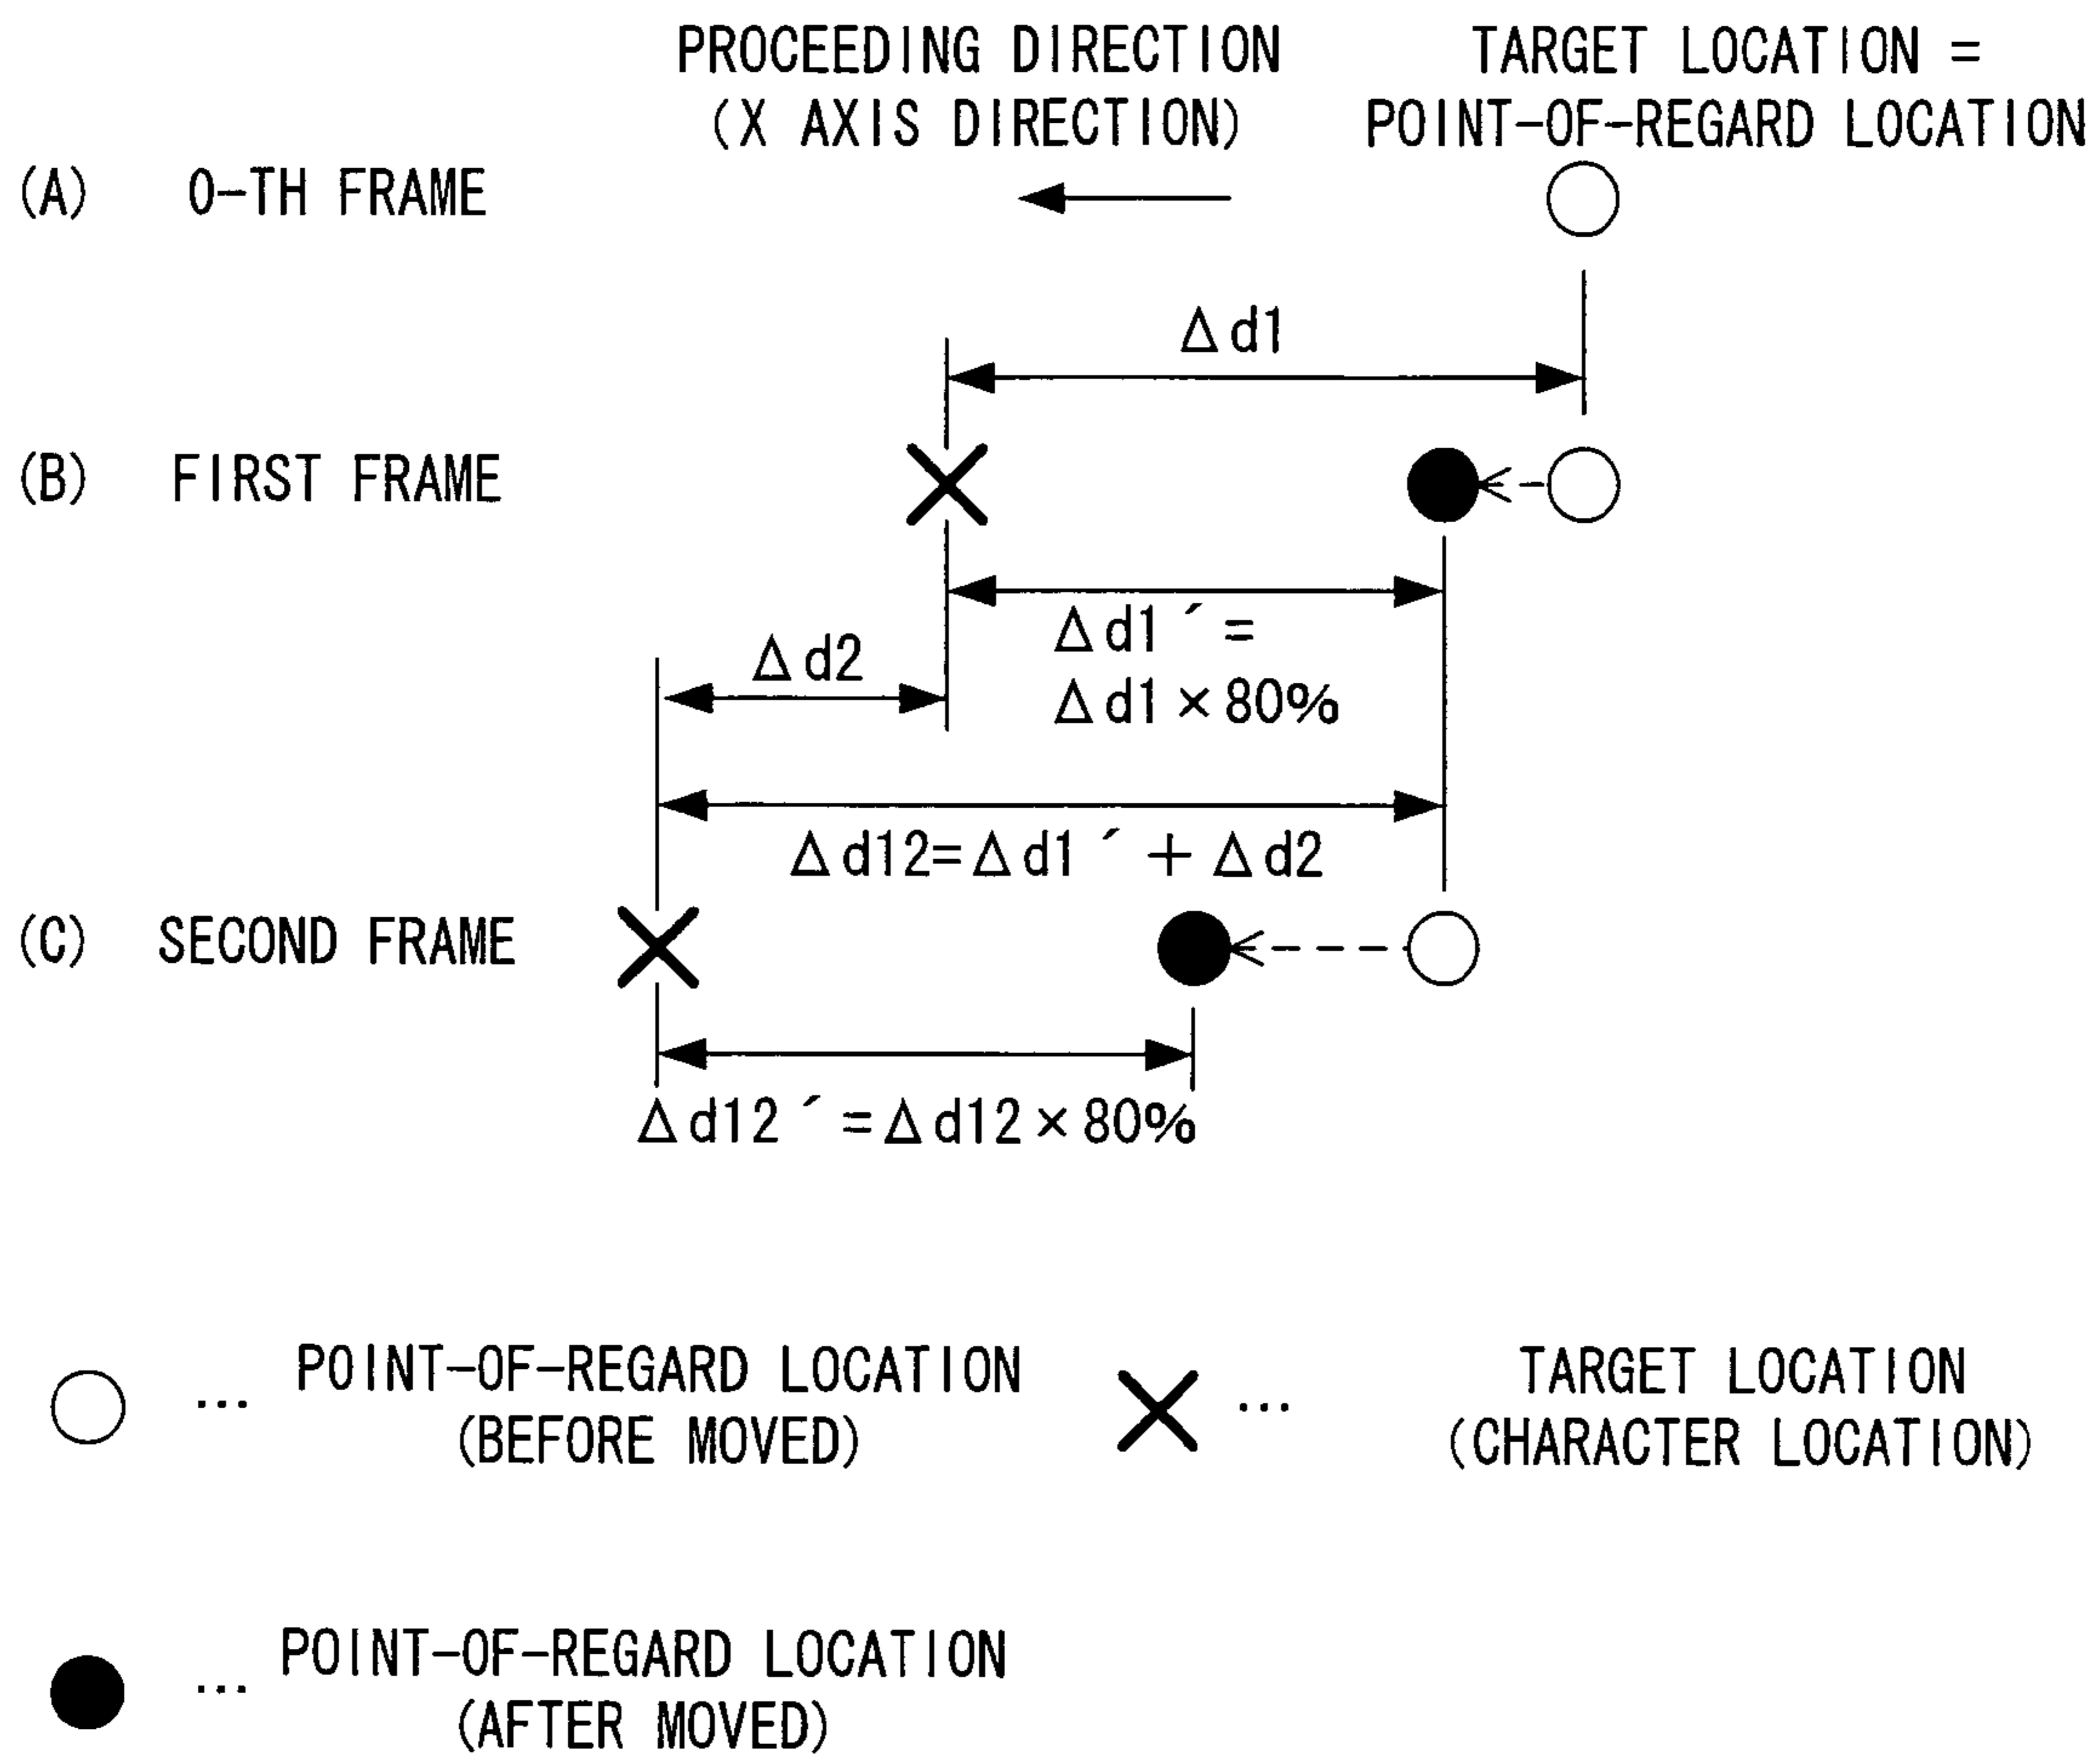 PROCEEDING DIRECTION
(X AXIS DIRECTION)
TARGET LOCATION =
POINT-OF-REGARD LOCATION
(A) 0-TH FRAME
Δd1
(B) FIRST FRAME
Δd1´=
Δd1×80%
Δd2
Δd12=Δd1´+Δd2
(C) SECOND FRAME
Δd12´=Δd12×80%
... POINT-OF-REGARD LOCATION
(BEFORE MOVED)
... TARGET LOCATION
(CHARACTER LOCATION)
... POINT-OF-REGARD LOCATION
(AFTER MOVED)